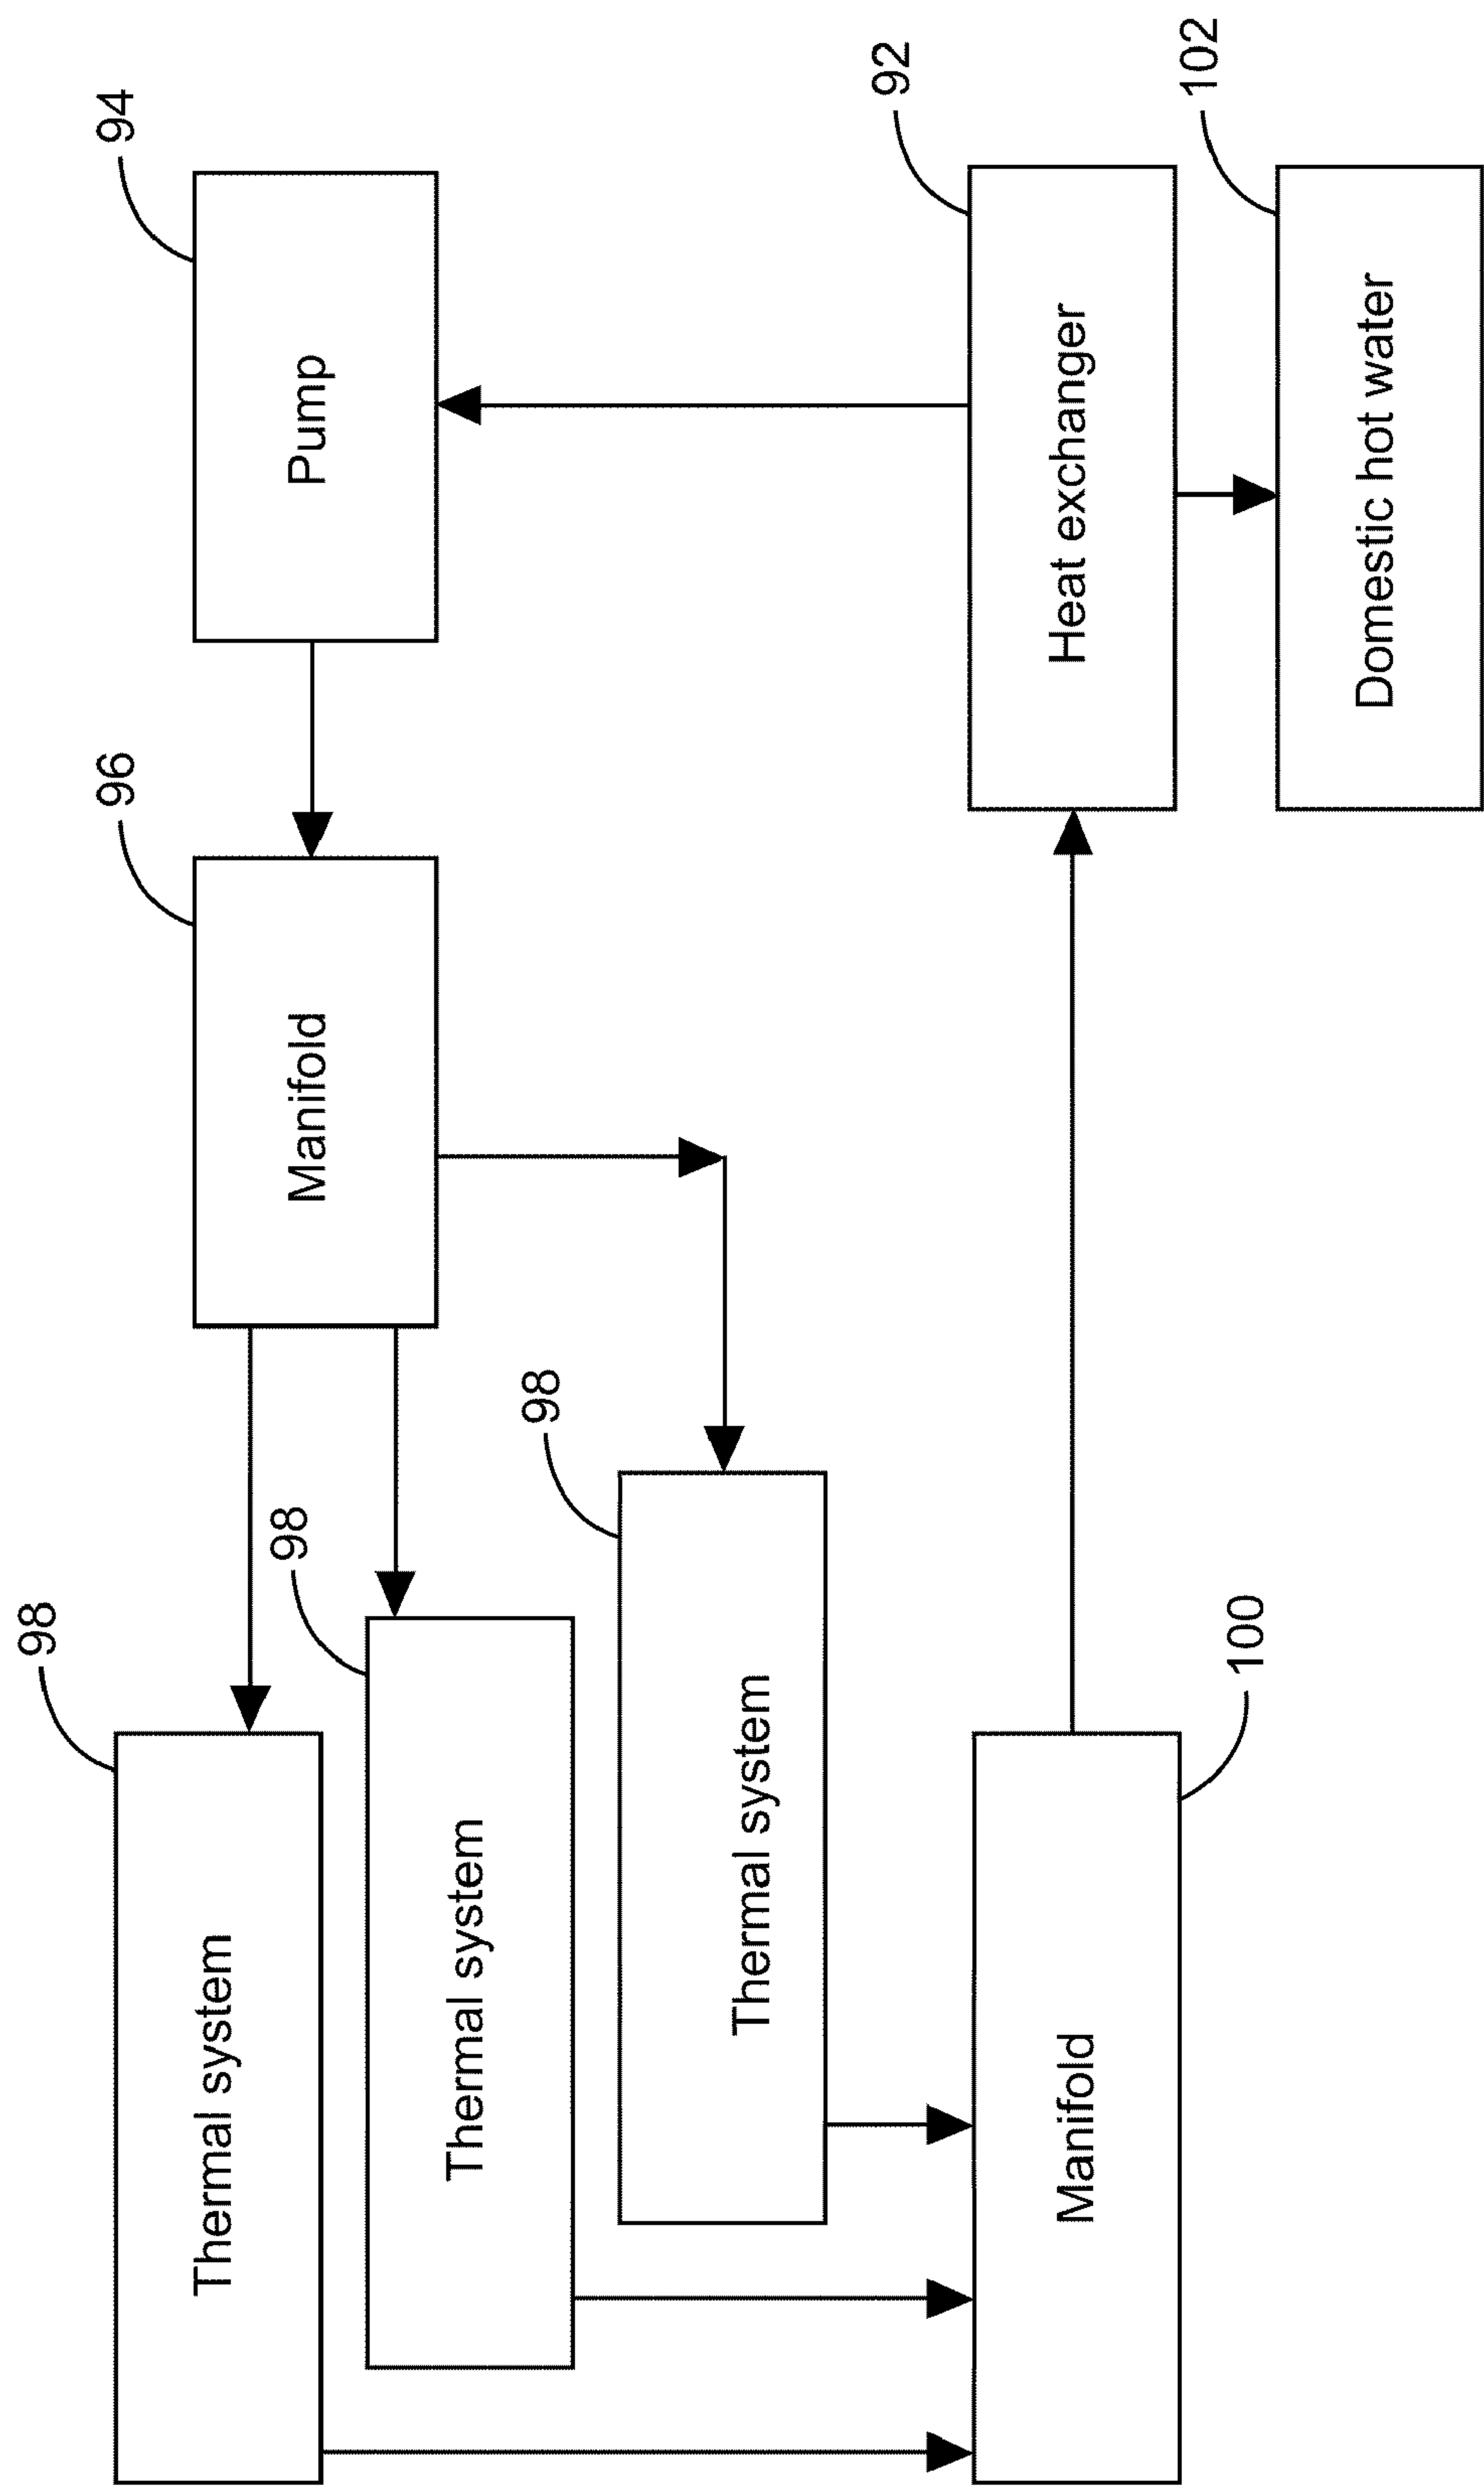 98
Thermal system
98
Thermal system
98
Thermal system
96
Manifold
94
Pump
100
Manifold
92
Heat exchanger
102
Domestic hot water